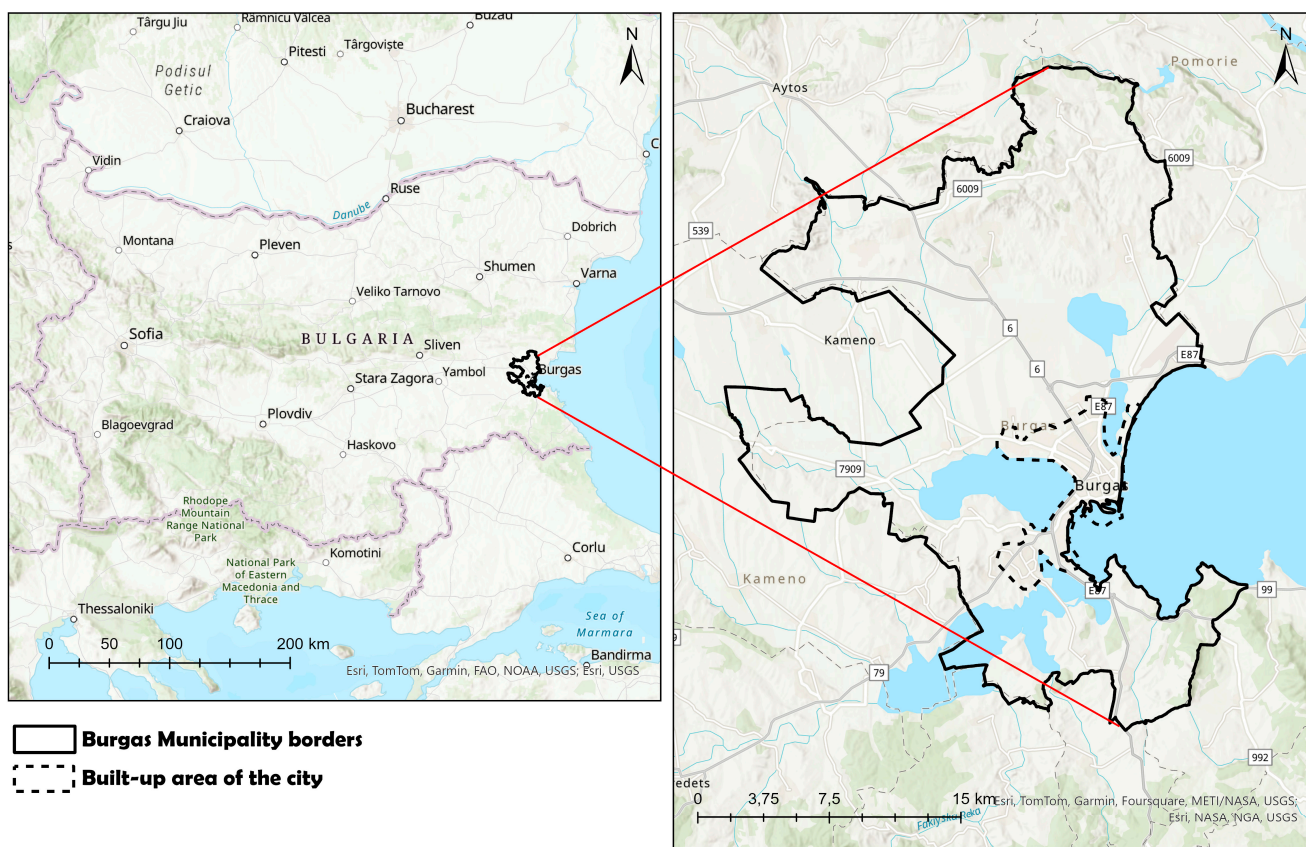 Târgu Jiu
Râmnicu Vâlcea
Buzău
Pitesti
Târgoviște
N
Podisul
Getic
Craiova
Bucharest
C
Vidin
Ruse
Danube
Dobrich
Montana
Pleven
Shumen
Varna
Veliko Tarnovo
Sofia
BULGARIA
Sliven
Burgas
Stara Zagora
Yambol
Plovdiv
Blagoevgrad
Haskovo
Rhodope
Mountain
Range National
Park
Komotini
Corlu
National Park
of Eastern
Macedonia and
Thrace
Thessaloniki
Sea of
Marmara
0 50 100 200 km
Bandirma
Esri, TomTom, Garmin, FAO, NOAA, USGS; Esri, USGS
Burgas Municipality borders
Built-up area of the city
N
Pomorie
Aytos
6009
6009
539
6
Kameno
E87
6
E87
Burgas
7909
Burgas
Kameno
E87
99
79
992
edets
0 3,75 7,5 15 km
Esri, TomTom, Garmin, Foursquare, METI/NASA, USGS;
Esri, NASA, NGA, USGS
Fakiyska Reka